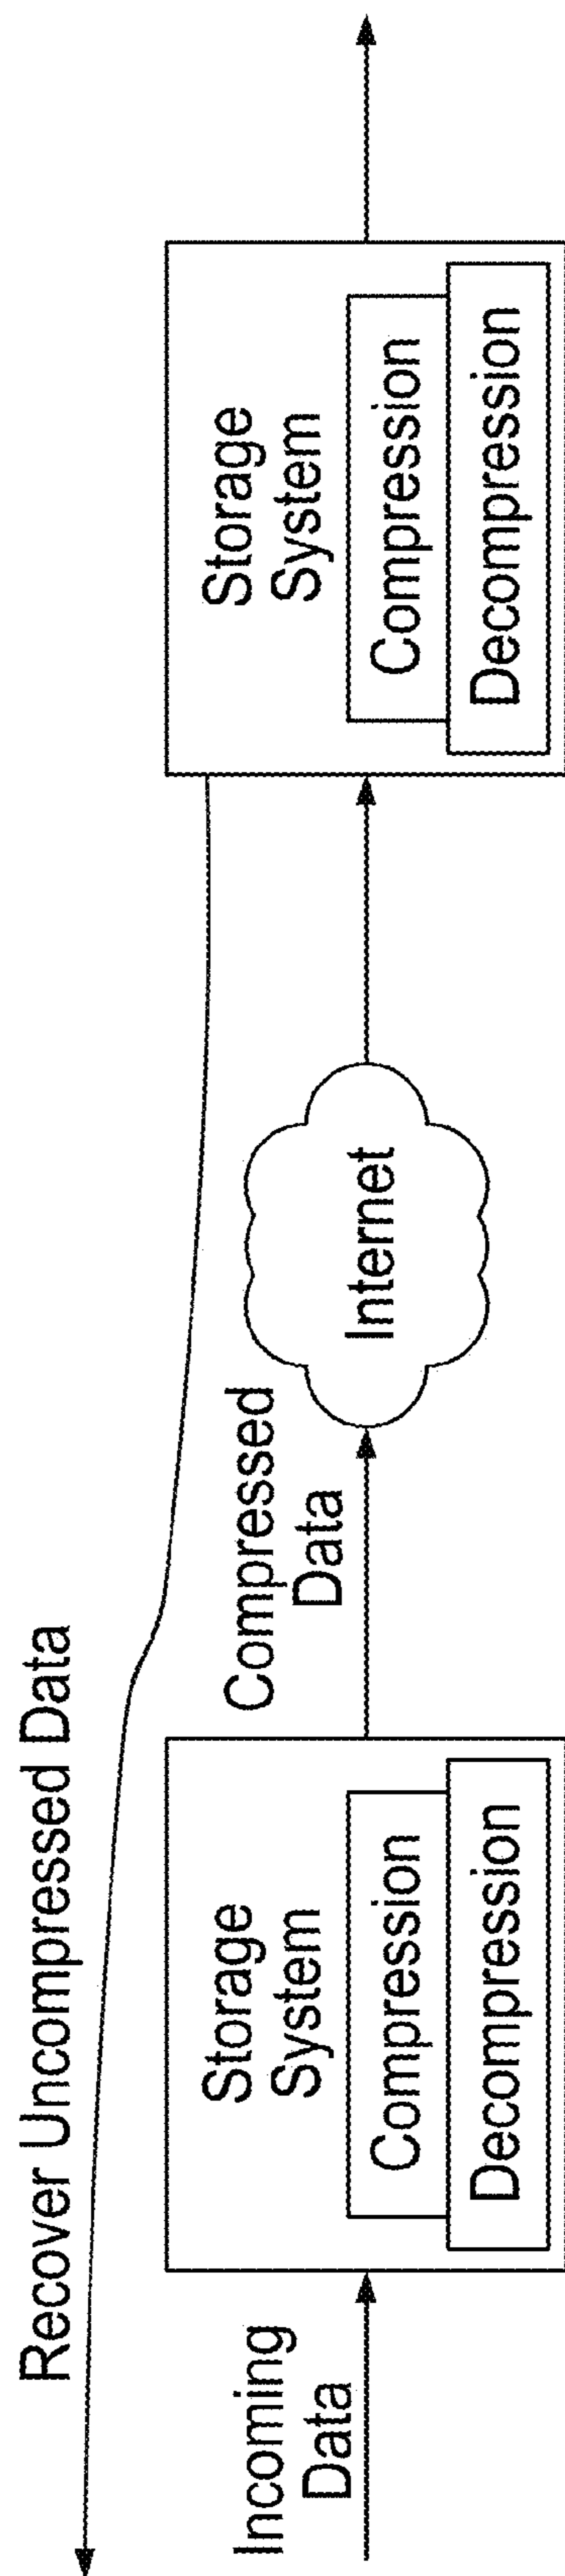 Recover Uncompressed Data
Incoming
Data
Storage
System
Compression
Decompression
Compressed
Data
Internet
Storage
System
Compression
Decompression